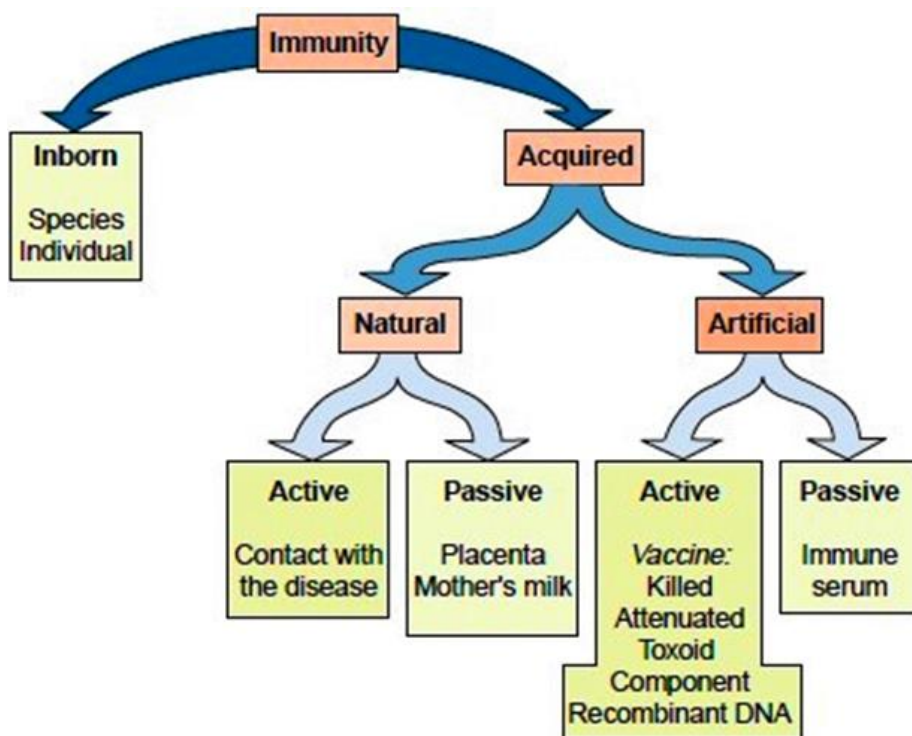 Immunity
Inborn
Species
Individual
Acquired
Natural
Artificial
Active
Contact with
the disease
Passive
Placenta
Mother's milk
Active
Vaccine:
Killed
Attenuated
Toxoid
Component
Recombinant DNA
Passive
Immune
serum